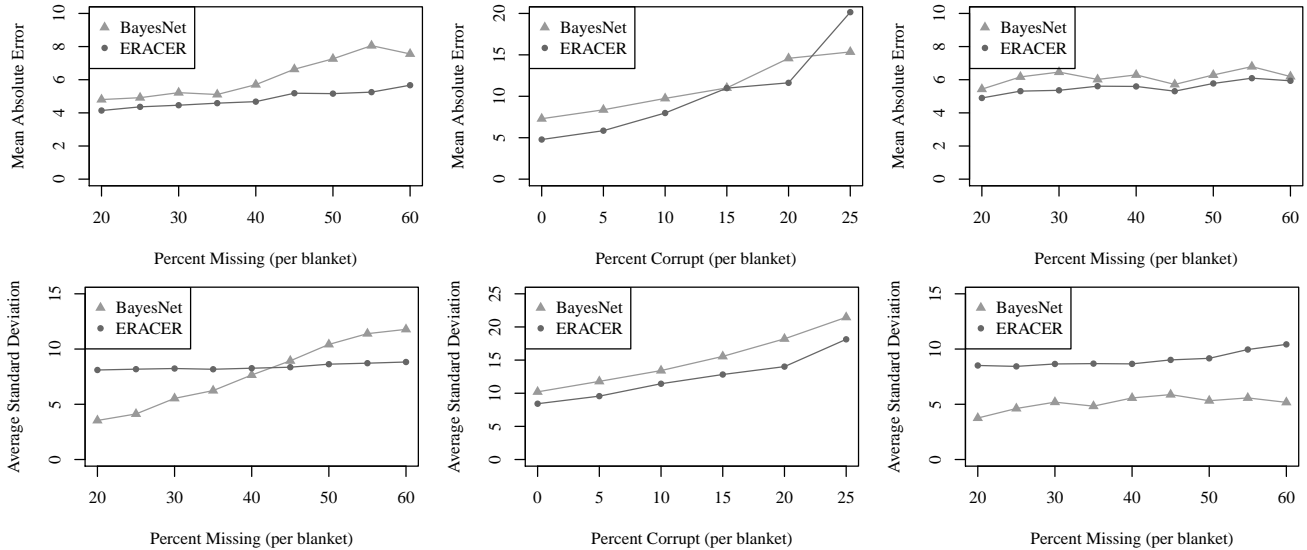 Mean Absolute Error
0 2 4 6 8 10
BayesNet
ERACER
20 30 40 50 60
Percent Missing (per blanket)
Mean Absolute Error
0 5 10 15 20
BayesNet
ERACER
0 5 10 15 20 25
Percent Corrupt (per blanket)
Mean Absolute Error
0 2 4 6 8 10
BayesNet
ERACER
20 30 40 50 60
Percent Missing (per blanket)
Average Standard Deviation
0 5 10 15
BayesNet
ERACER
20 30 40 50 60
Percent Missing (per blanket)
Average Standard Deviation
0 5 10 15 20 25
BayesNet
ERACER
0 5 10 15 20 25
Percent Corrupt (per blanket)
Average Standard Deviation
0 5 10 15
BayesNet
ERACER
20 30 40 50 60
Percent Missing (per blanket)